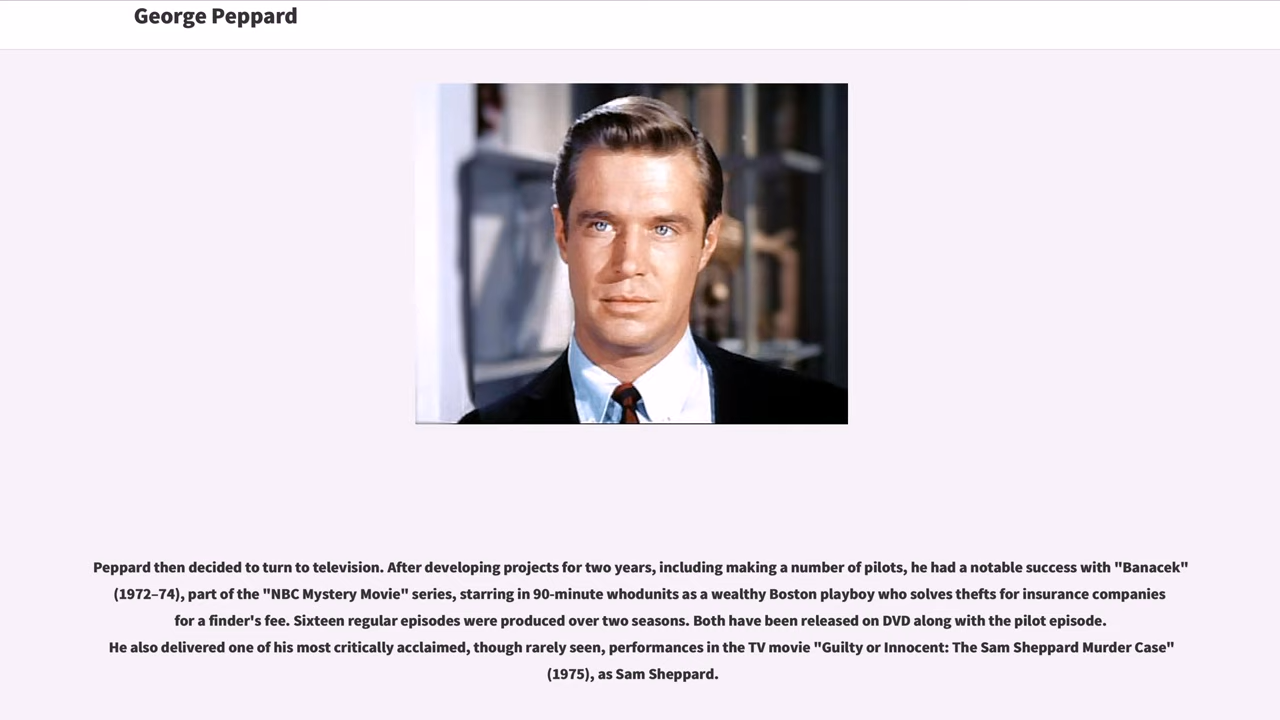 George Peppard
Peppard then decided to turn to television. After developing projects for two years, including making a number of pilots, he had a notable success with "Banacek"
(1972–74), part of the "NBC Mystery Movie" series, starring in 90-minute whodunits as a wealthy Boston playboy who solves thefts for insurance companies
for a finder's fee. Sixteen regular episodes were produced over two seasons. Both have been released on DVD along with the pilot episode.
He also delivered one of his most critically acclaimed, though rarely seen, performances in the TV movie "Guilty or Innocent: The Sam Sheppard Murder Case"
(1975), as Sam Sheppard.